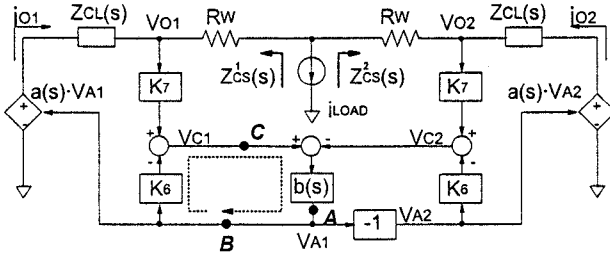 iO1
ZCL(s)
VO1
RW
RW
VO2
ZCL(s)
iO2
Z1CS(s)
Z2CS(s)
iLOAD
K7
K7
a(s)·VA1
a(s)·VA2
+
-
+
-
VC1
C
+
-
VC2
+
-
+
-
K6
b(s)
K6
A
B
VA1
-1
VA2